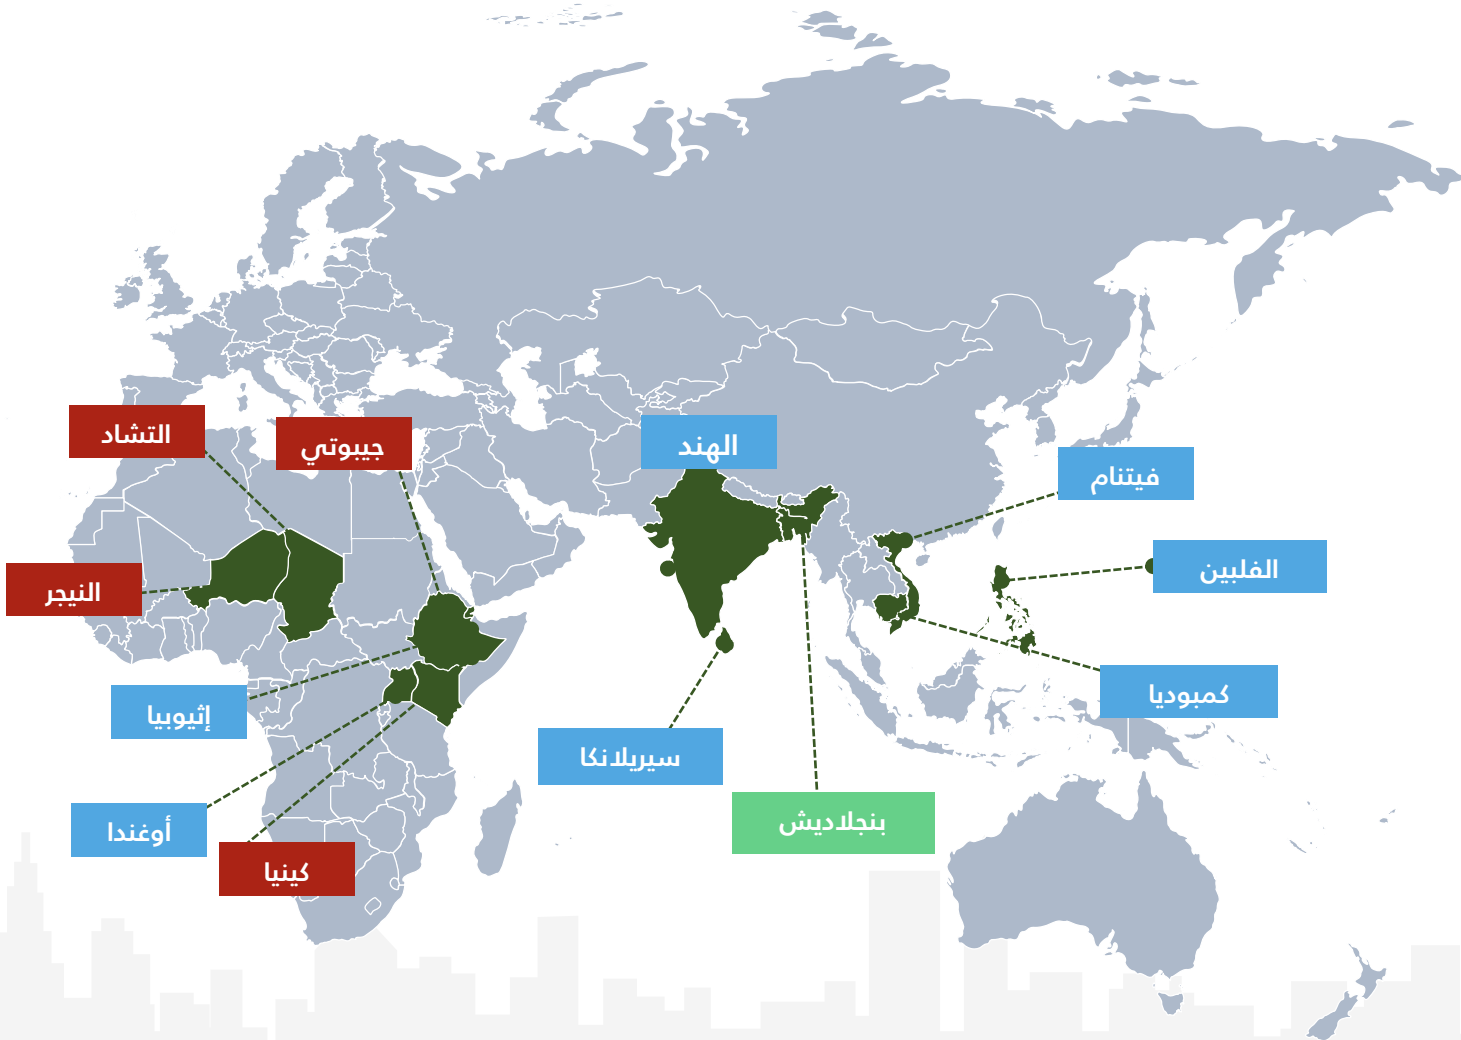 التشاد
جيبوتي
الهند
فيتنام
الفلبين
النيجر
كمبوديا
إثيوبيا
سيريلانكا
بنجلاديش
أوغندا
كينيا